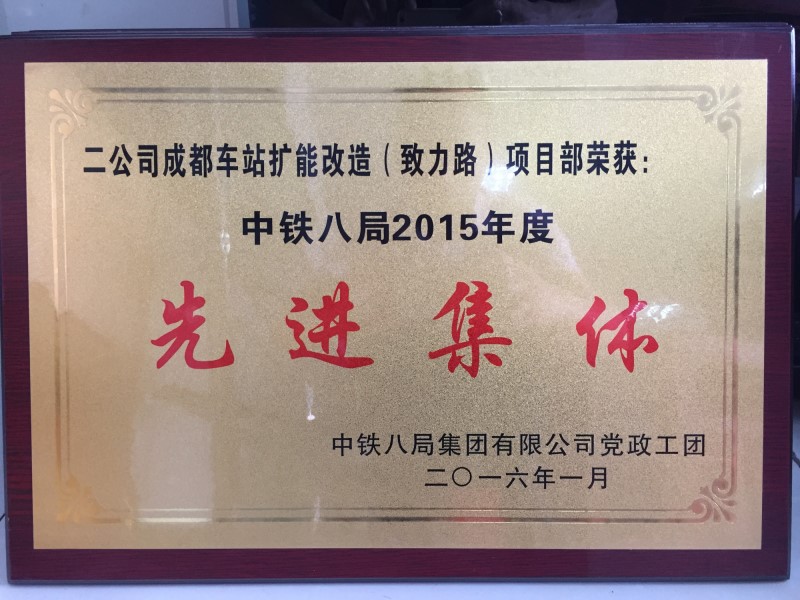 二公司成都车站扩能改造（致力路）项目部荣获：
中铁八局2015年度
先进集体
中铁八局集团有限公司党政工团
二〇一六年一月